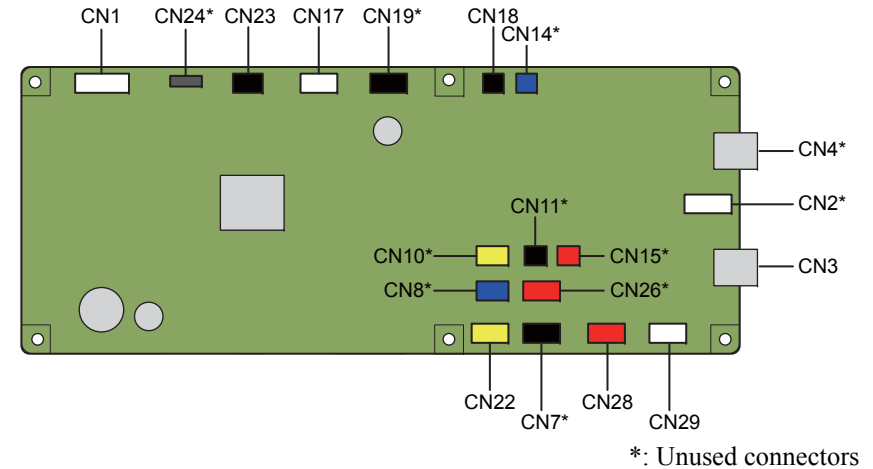 CN1
CN24*
CN23
CN17
CN19*
CN18
CN14*
CN4*
CN2*
CN11*
CN10*
CN15*
CN3
CN8*
CN26*
CN22
CN7*
CN28
CN29
*: Unused connectors